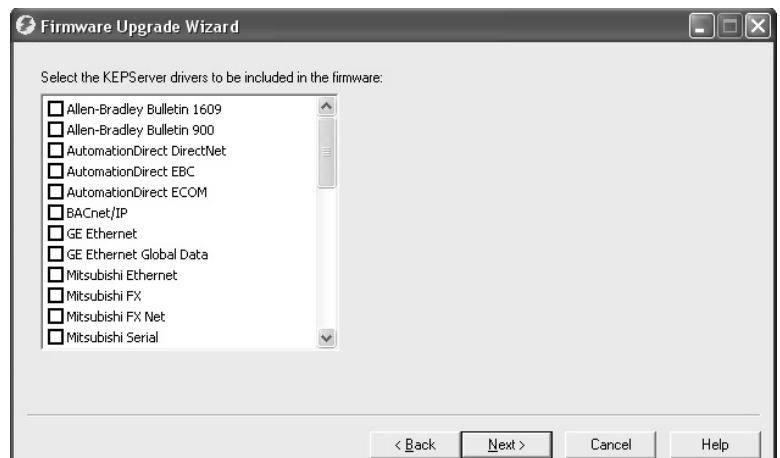 Firmware Upgrade Wizard
Select the KEPServer drivers to be included in the firmware:
Allen-Bradley Bulletin 1609
Allen-Bradley Bulletin 900
AutomationDirect DirectNet
AutomationDirect EBC
AutomationDirect ECOM
BACnet/IP
GE Ethernet
GE Ethernet Global Data
Mitsubishi Ethernet
Mitsubishi FX
Mitsubishi FX Net
Mitsubishi Serial
< Back Next > Cancel Help